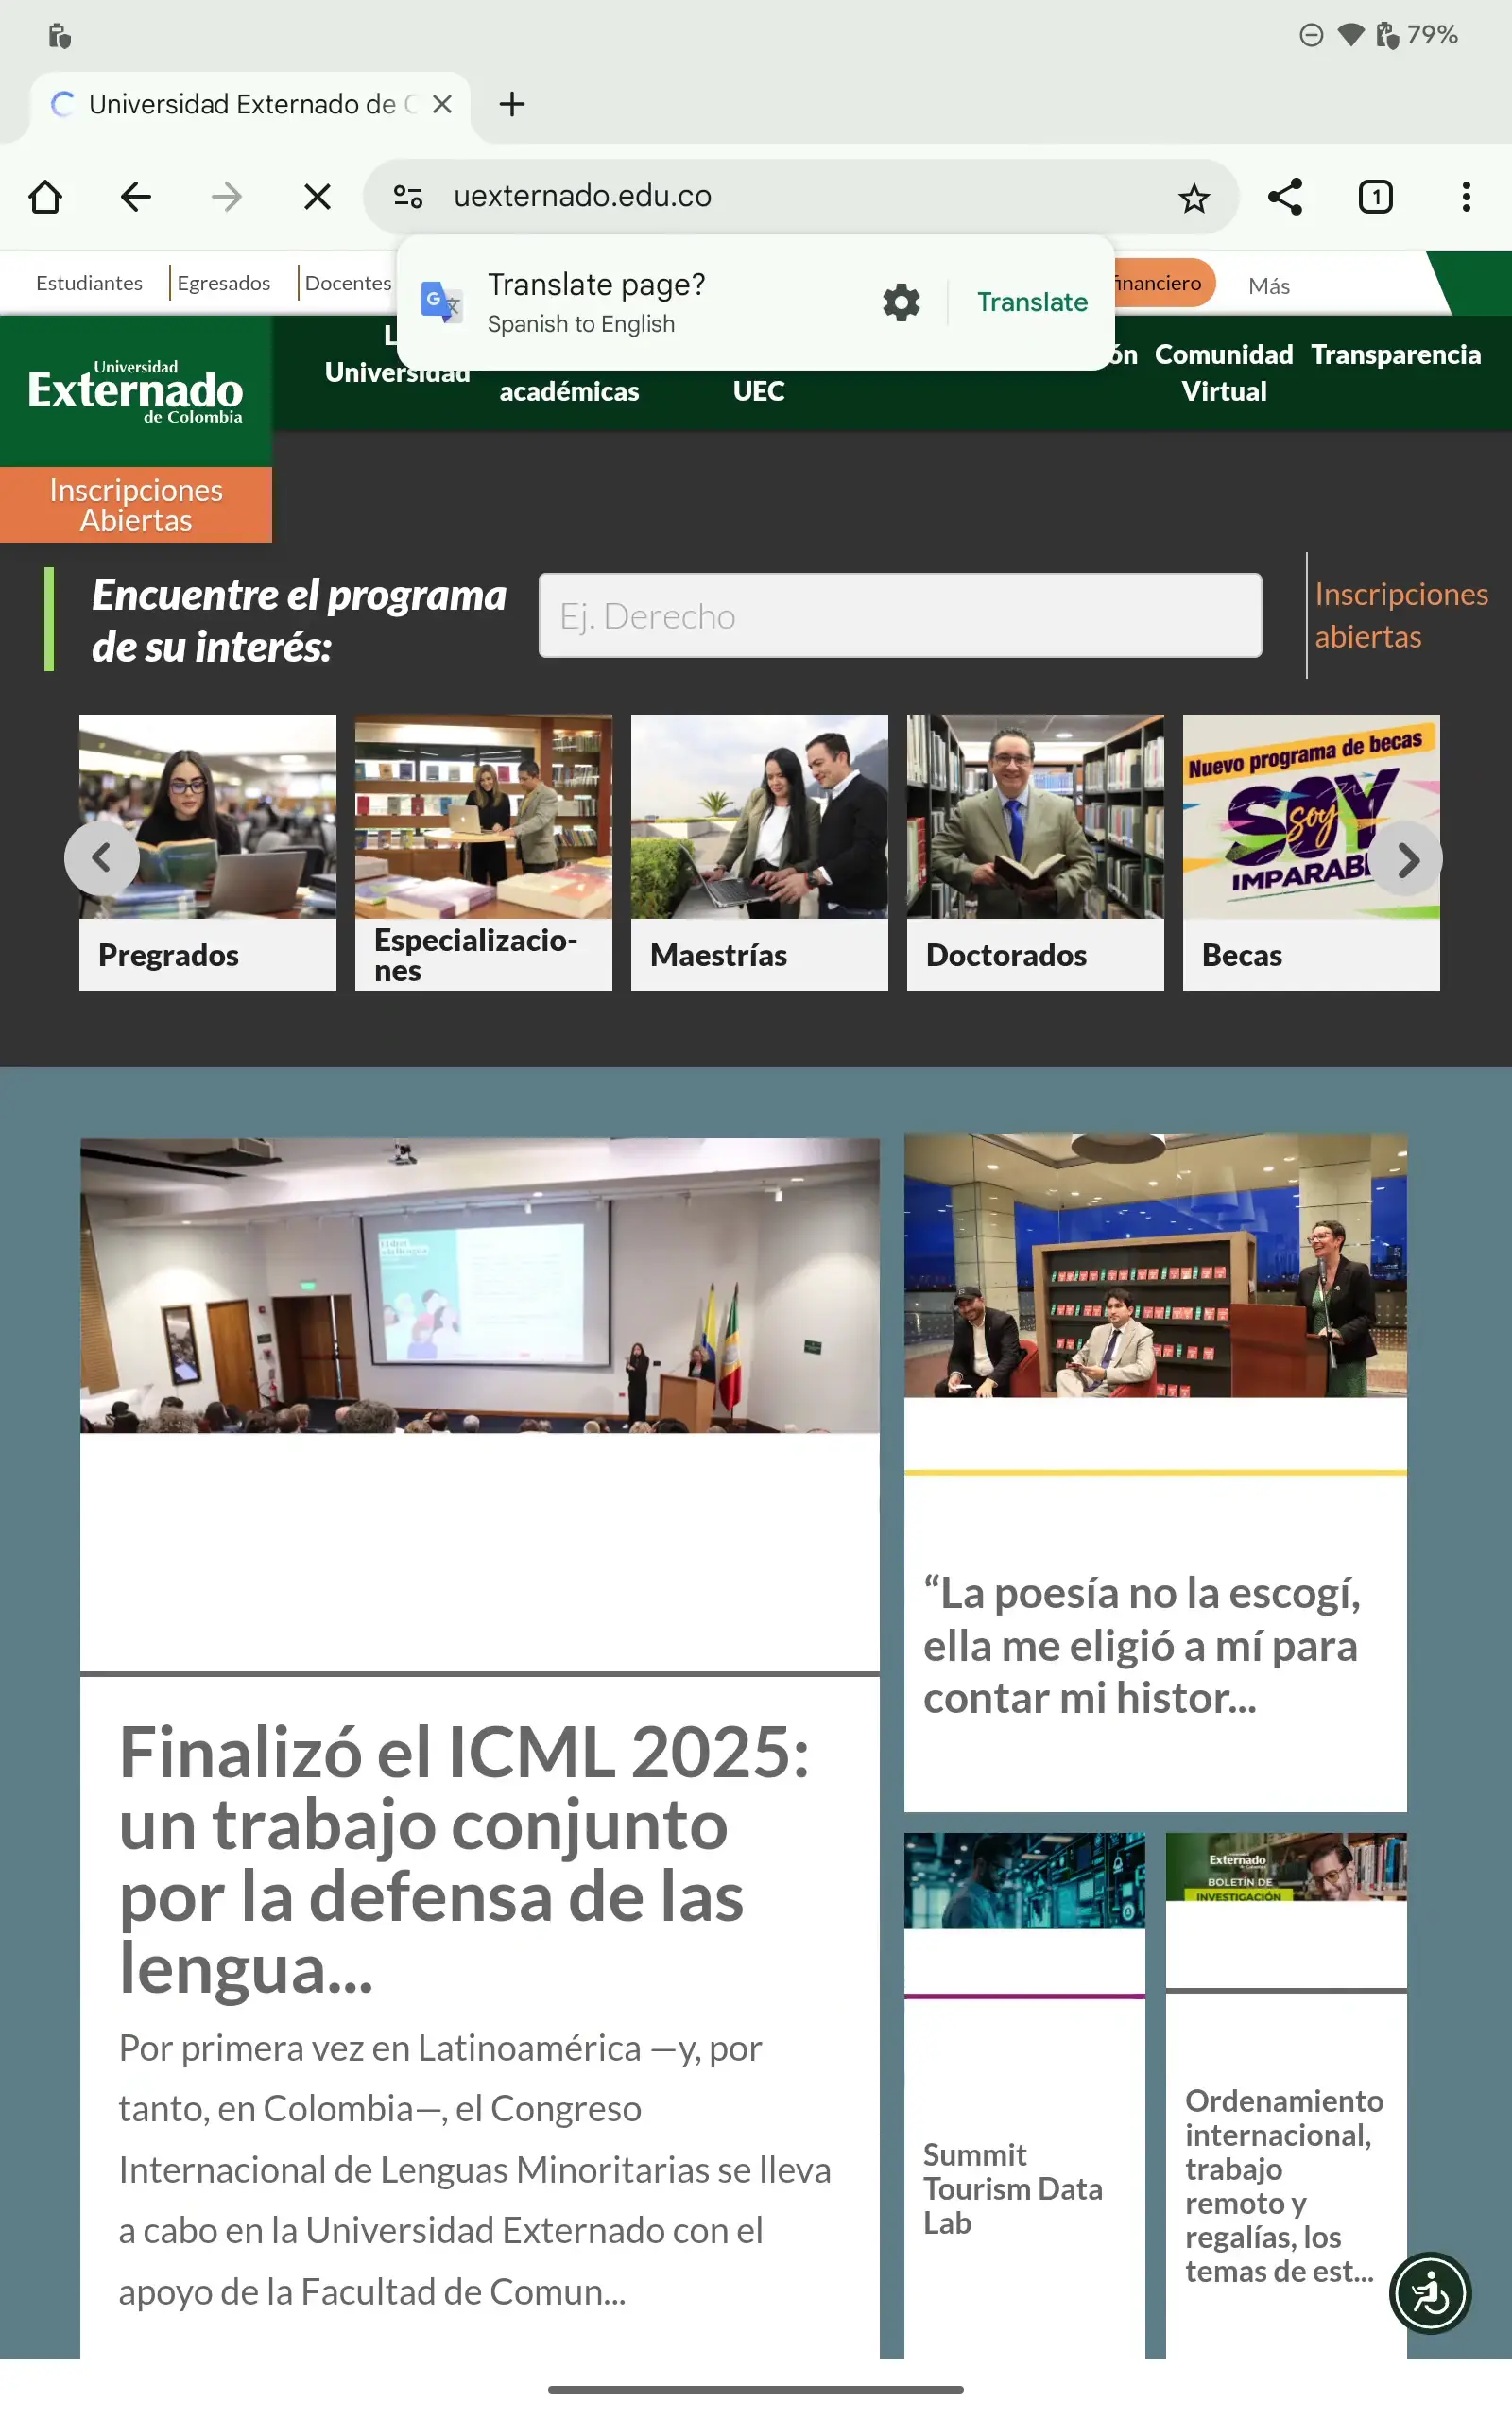 79%
Universidad Externado de
uexternado.edu.co
1
Translate page?
Spanish to English
Translate
Estudiantes
Egresados
Docentes
Más
Universidad
Externado
de Colombia
Universidad
académicas
UEC
Comunidad
Virtual
Transparencia
Inscripciones
Abiertas
Encuentre el programa
de su interés:
Ej. Derecho
Inscripciones
abiertas
Nuevo programa de becas
SOY
soy
Pregrados
Especializacio-
nes
Maestrías
Doctorados
Becas
Finalizó el ICML 2025:
un trabajo conjunto
por la defensa de las
lengua...
Por primera vez en Latinoamérica —y, por
tanto, en Colombia—, el Congreso
Internacional de Lenguas Minoritarias se lleva
a cabo en la Universidad Externado con el
apoyo de la Facultad de Comun...
“La poesía no la escogí,
ella me eligió a mí para
contar mi histor...
Summit
Tourism Data
Lab
Externado
BOLETÍN DE
INVESTIGACIÓN
Ordenamiento
internacional,
trabajo
remoto y
regalías, los
temas de est...